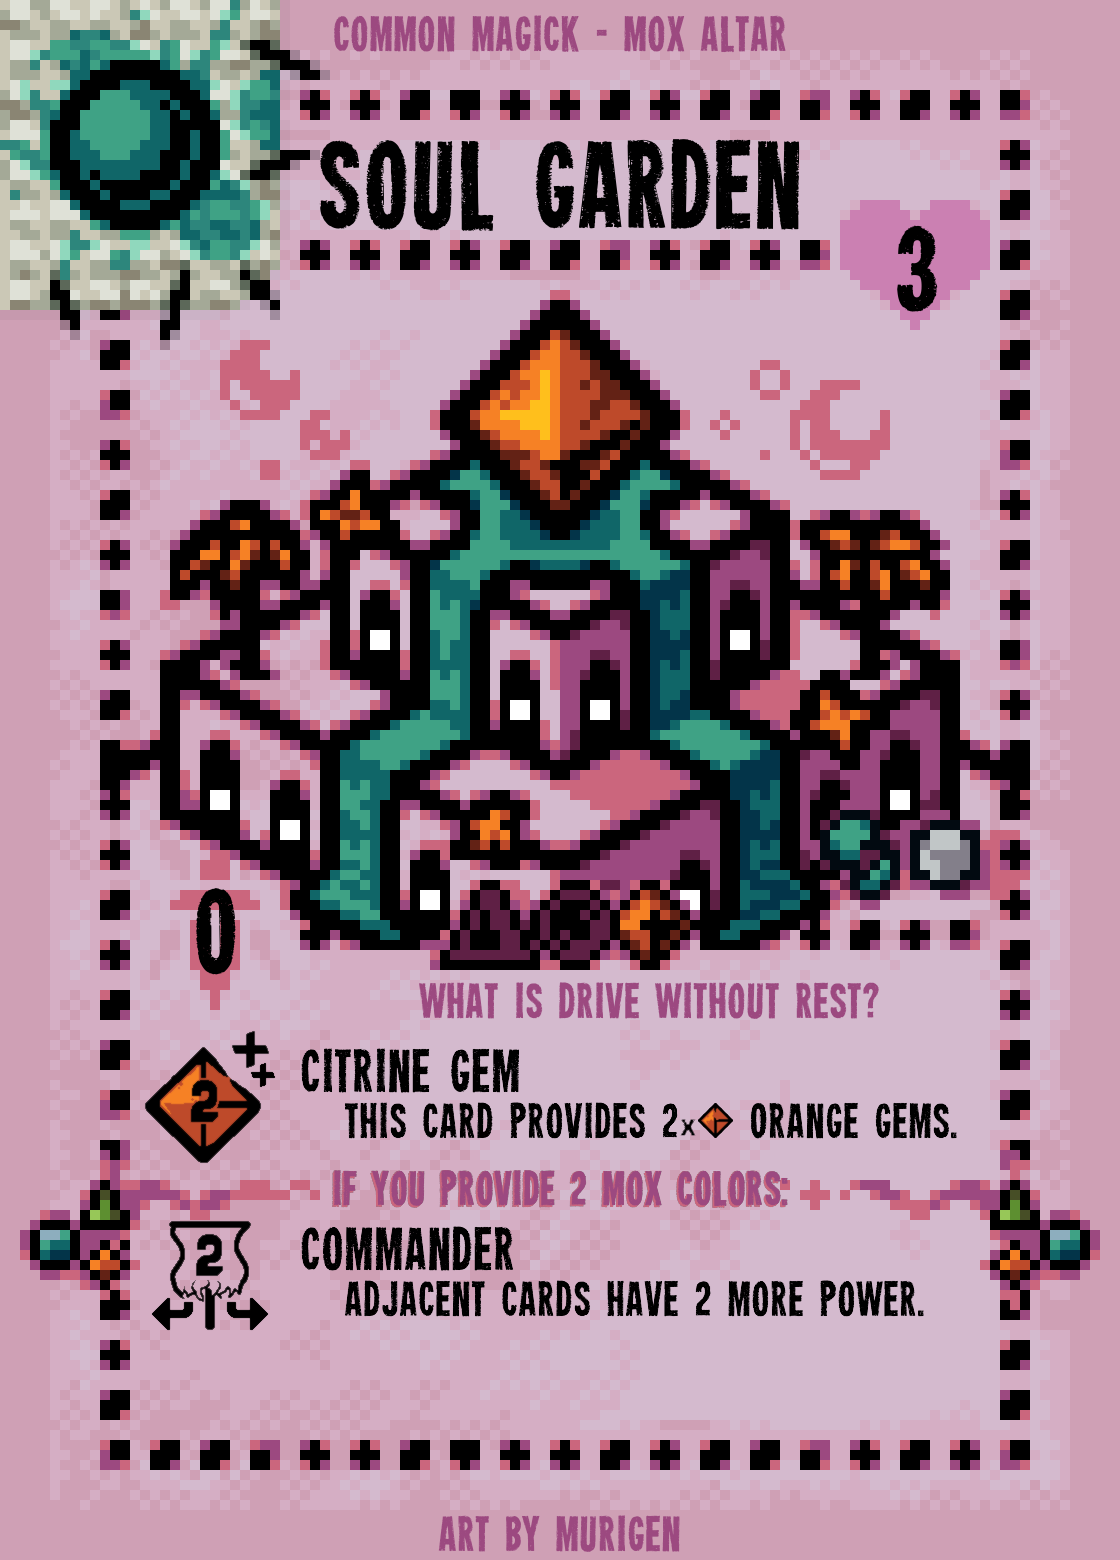 COMMON MAGICK - MOX ALTAR
SOUL GARDEN
3
0
WHAT IS DRIVE WITHOUT REST?
2
CITRINE GEM
THIS CARD PROVIDES 2x ORANGE GEMS.
IF YOU PROVIDE 2 MOX COLORS:
2
COMMANDER
ADJACENT CARDS HAVE 2 MORE POWER.
ART BY MURIGEN